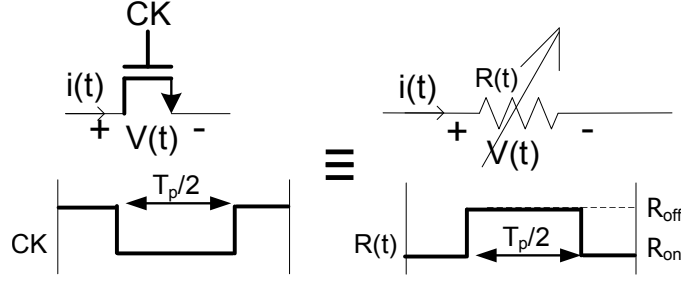 CK
i(t)
+ V(t) -
CK
T_p/2
≡
i(t)
R(t)
+ V(t) -
R(t)
T_p/2
R_off
R_on